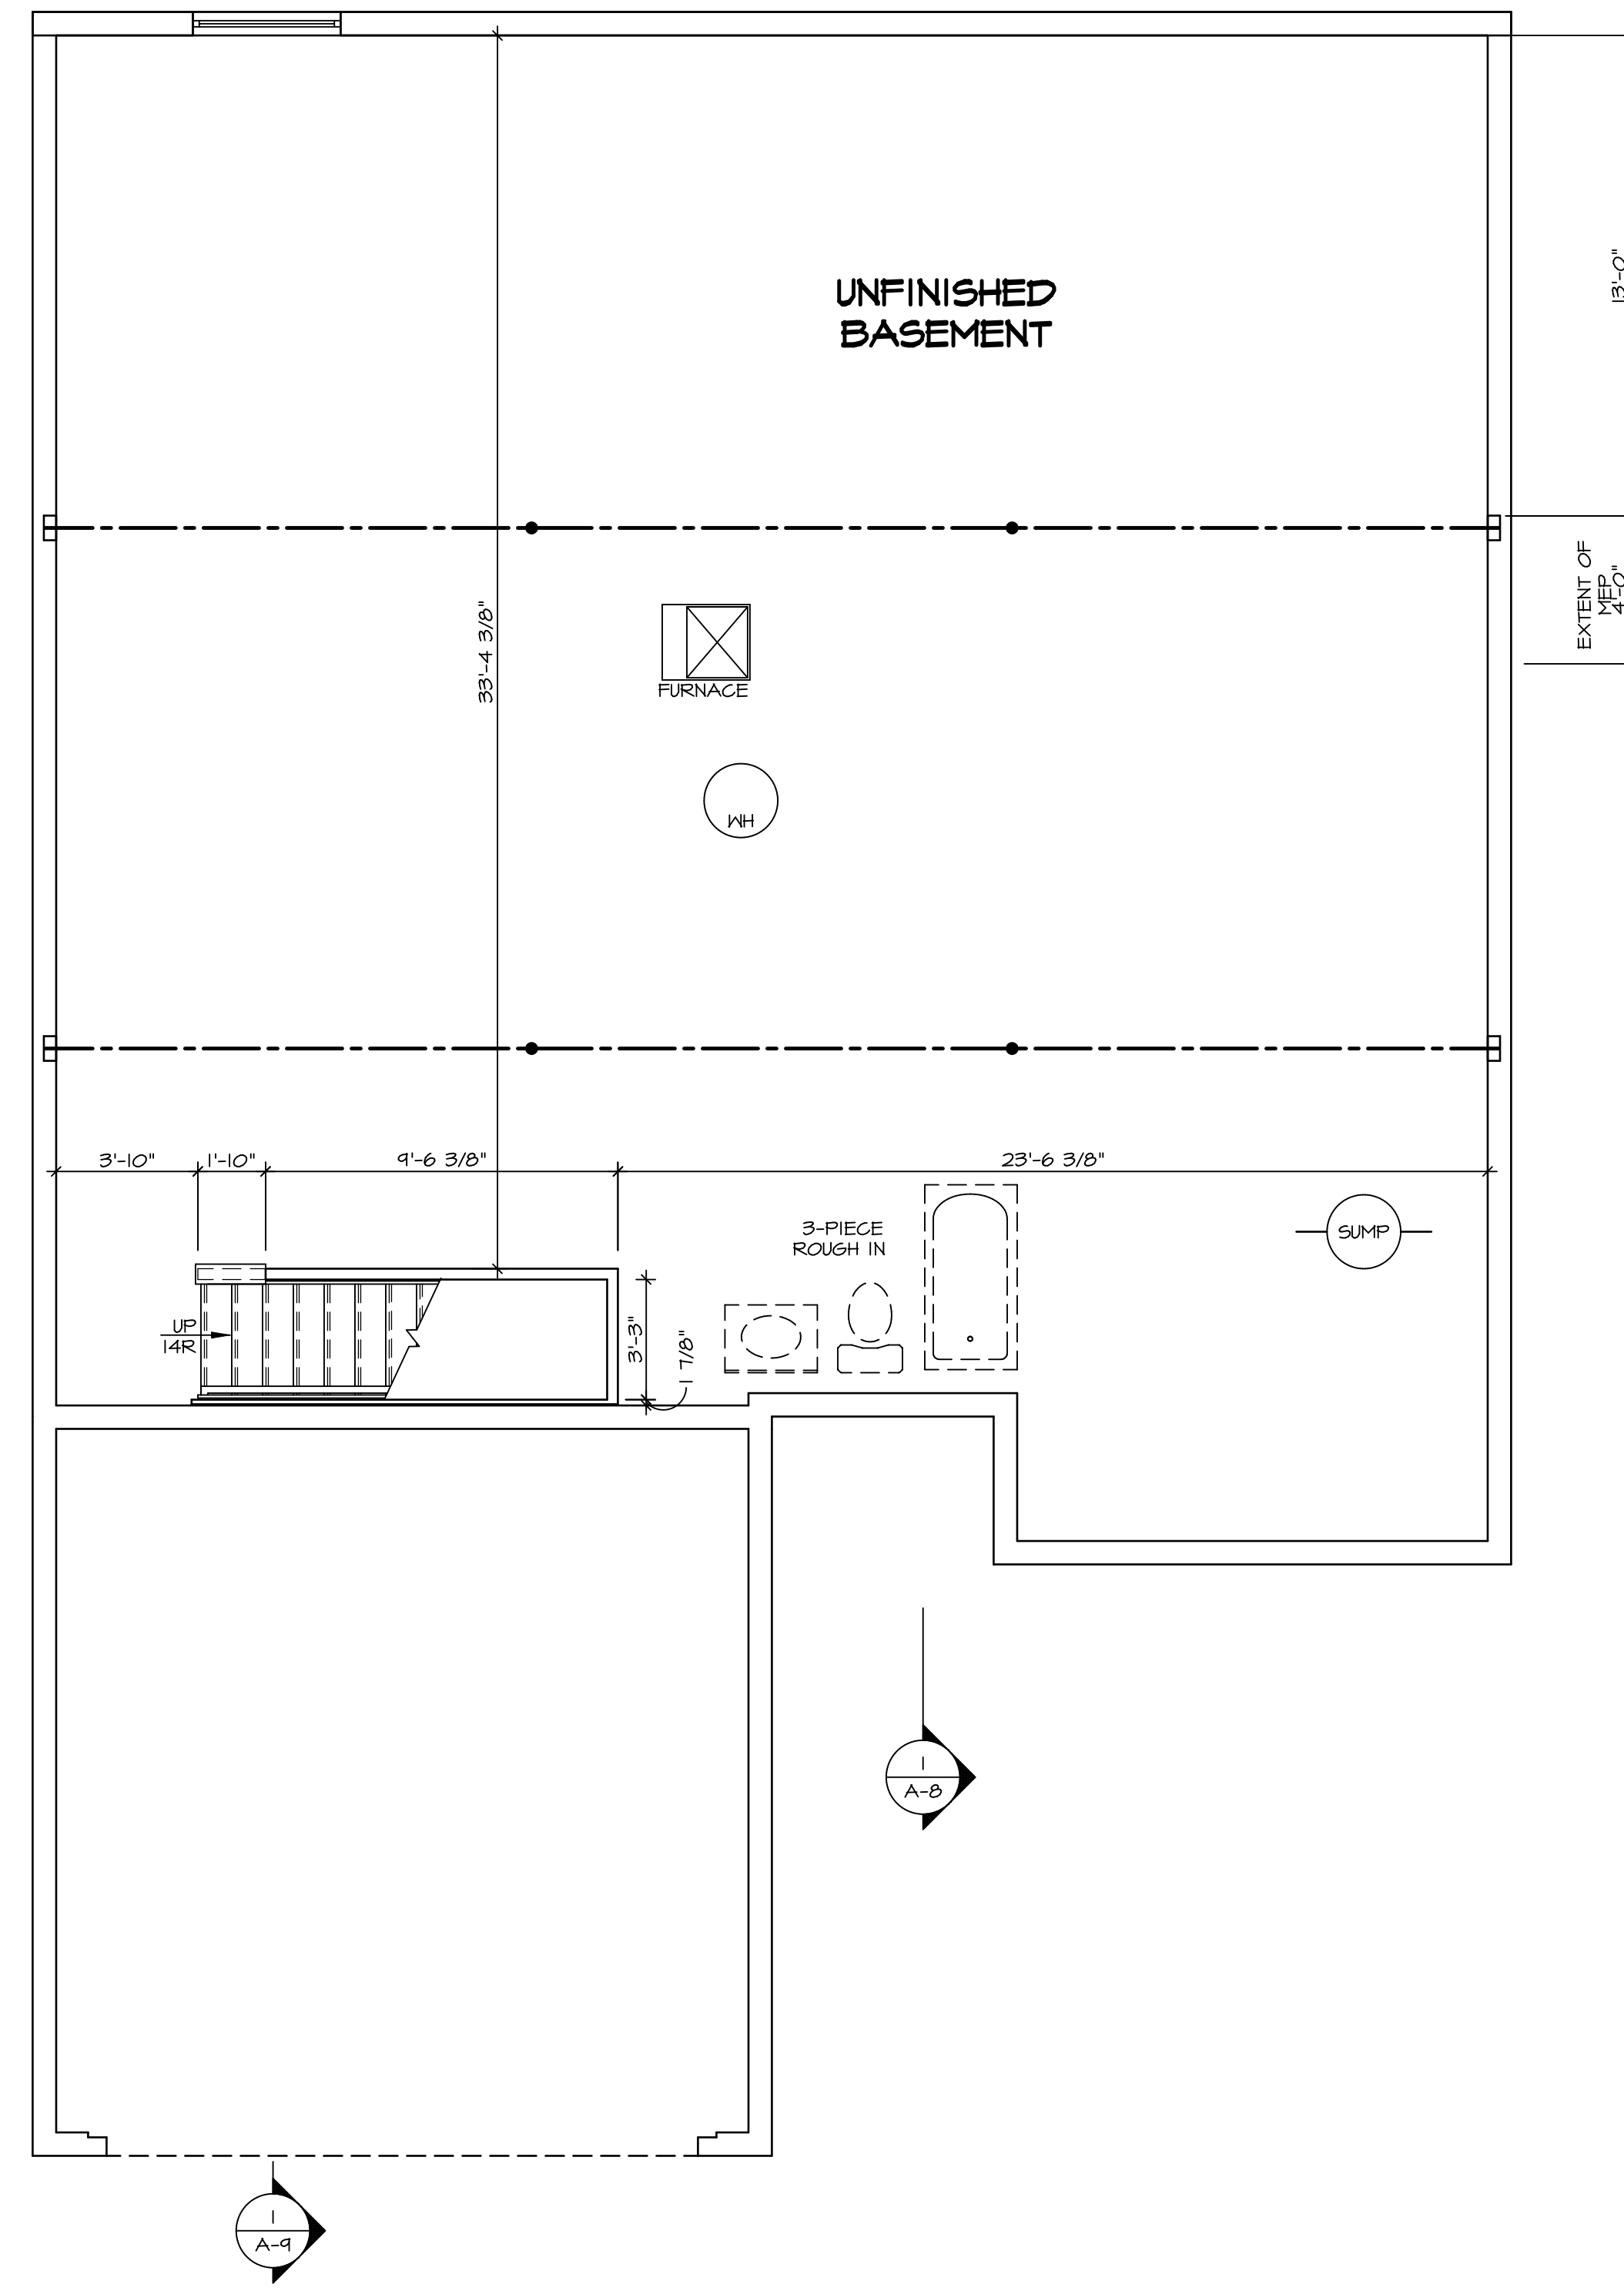 UNFINISHED
BASEMENT
13'-0"
EXTENT OF
MEP
4'-0"
33'-4 3/8"
FURNACE
WH
3'-10"
1'-10"
9'-6 3/8"
23'-6 3/8"
3-PIECE
ROUGH IN
SUMP
UP
14R
3'-3"
1 7/8"
1
A-8
1
A-9